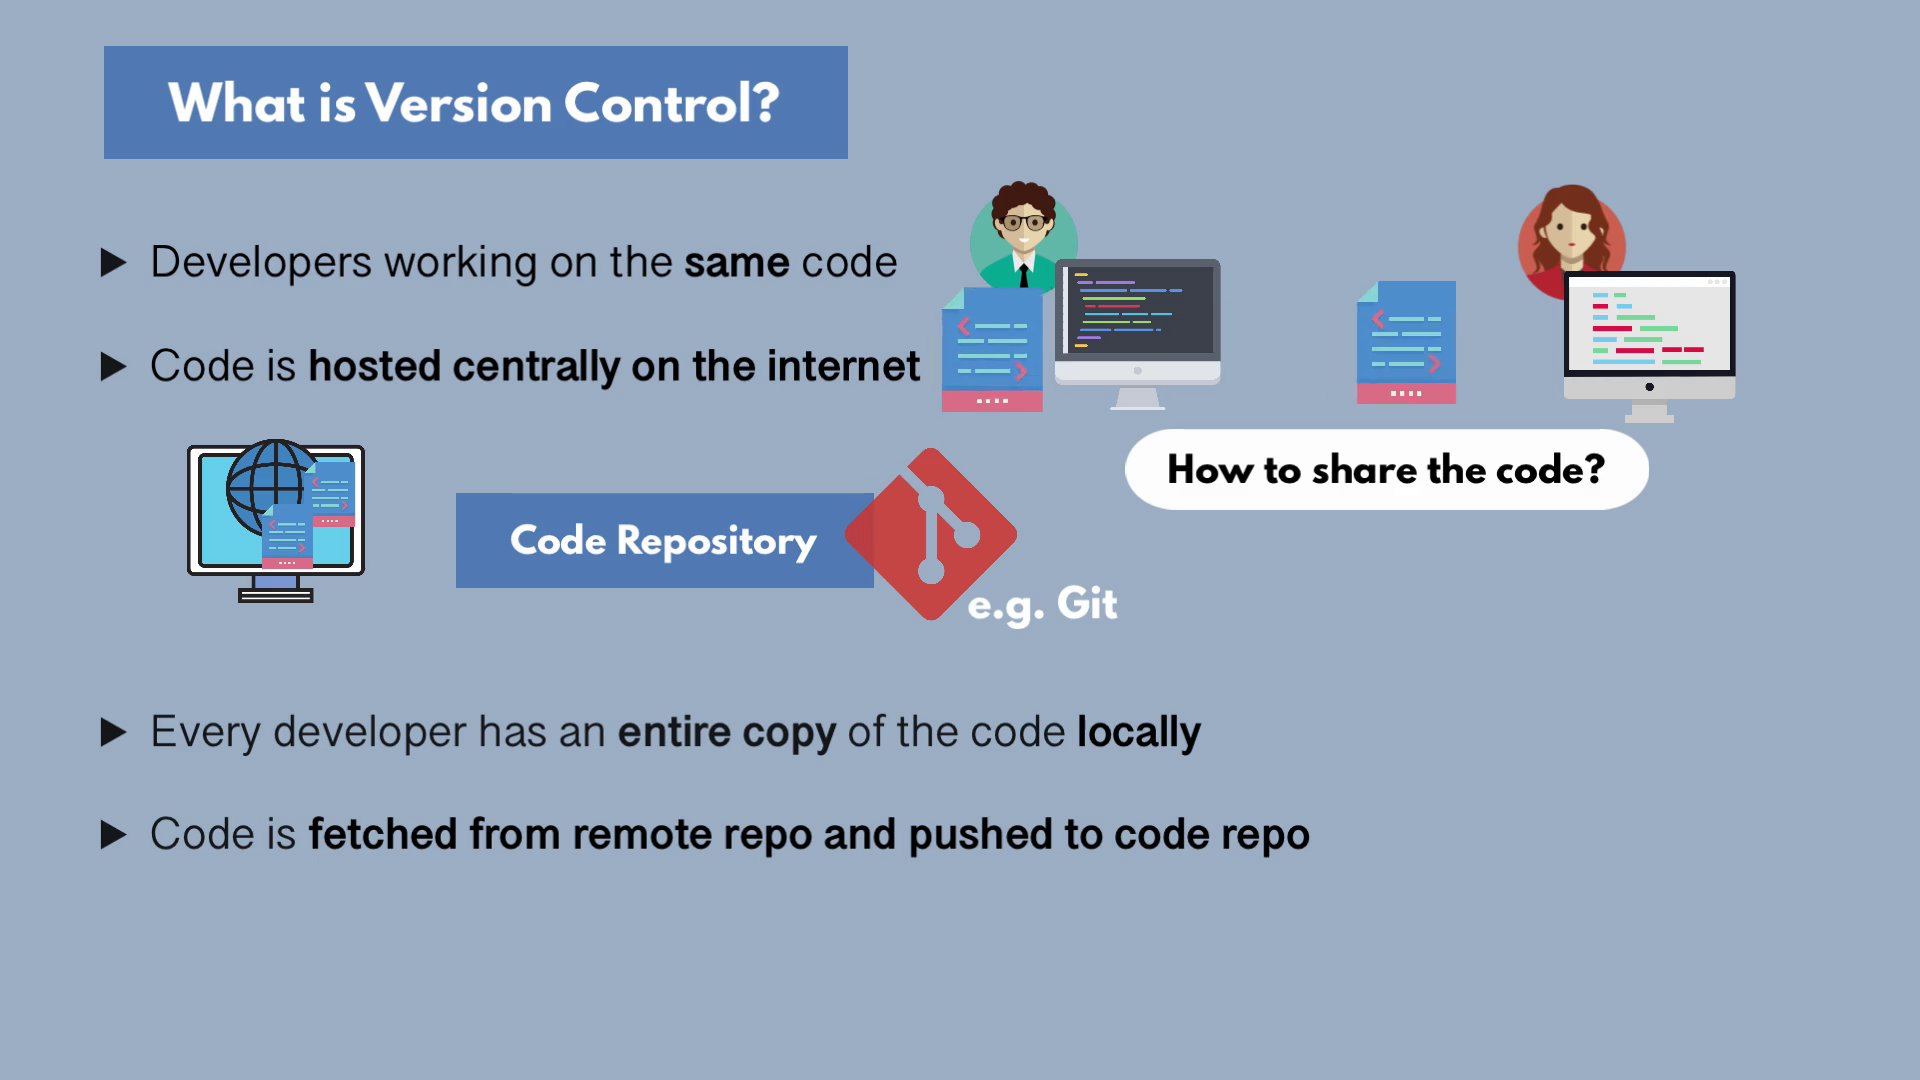 What is Version Control?
Developers working on the same code
Code is hosted centrally on the internet
How to share the code?
Code Repository
e.g. Git
Every developer has an entire copy of the code locally
Code is fetched from remote repo and pushed to code repo